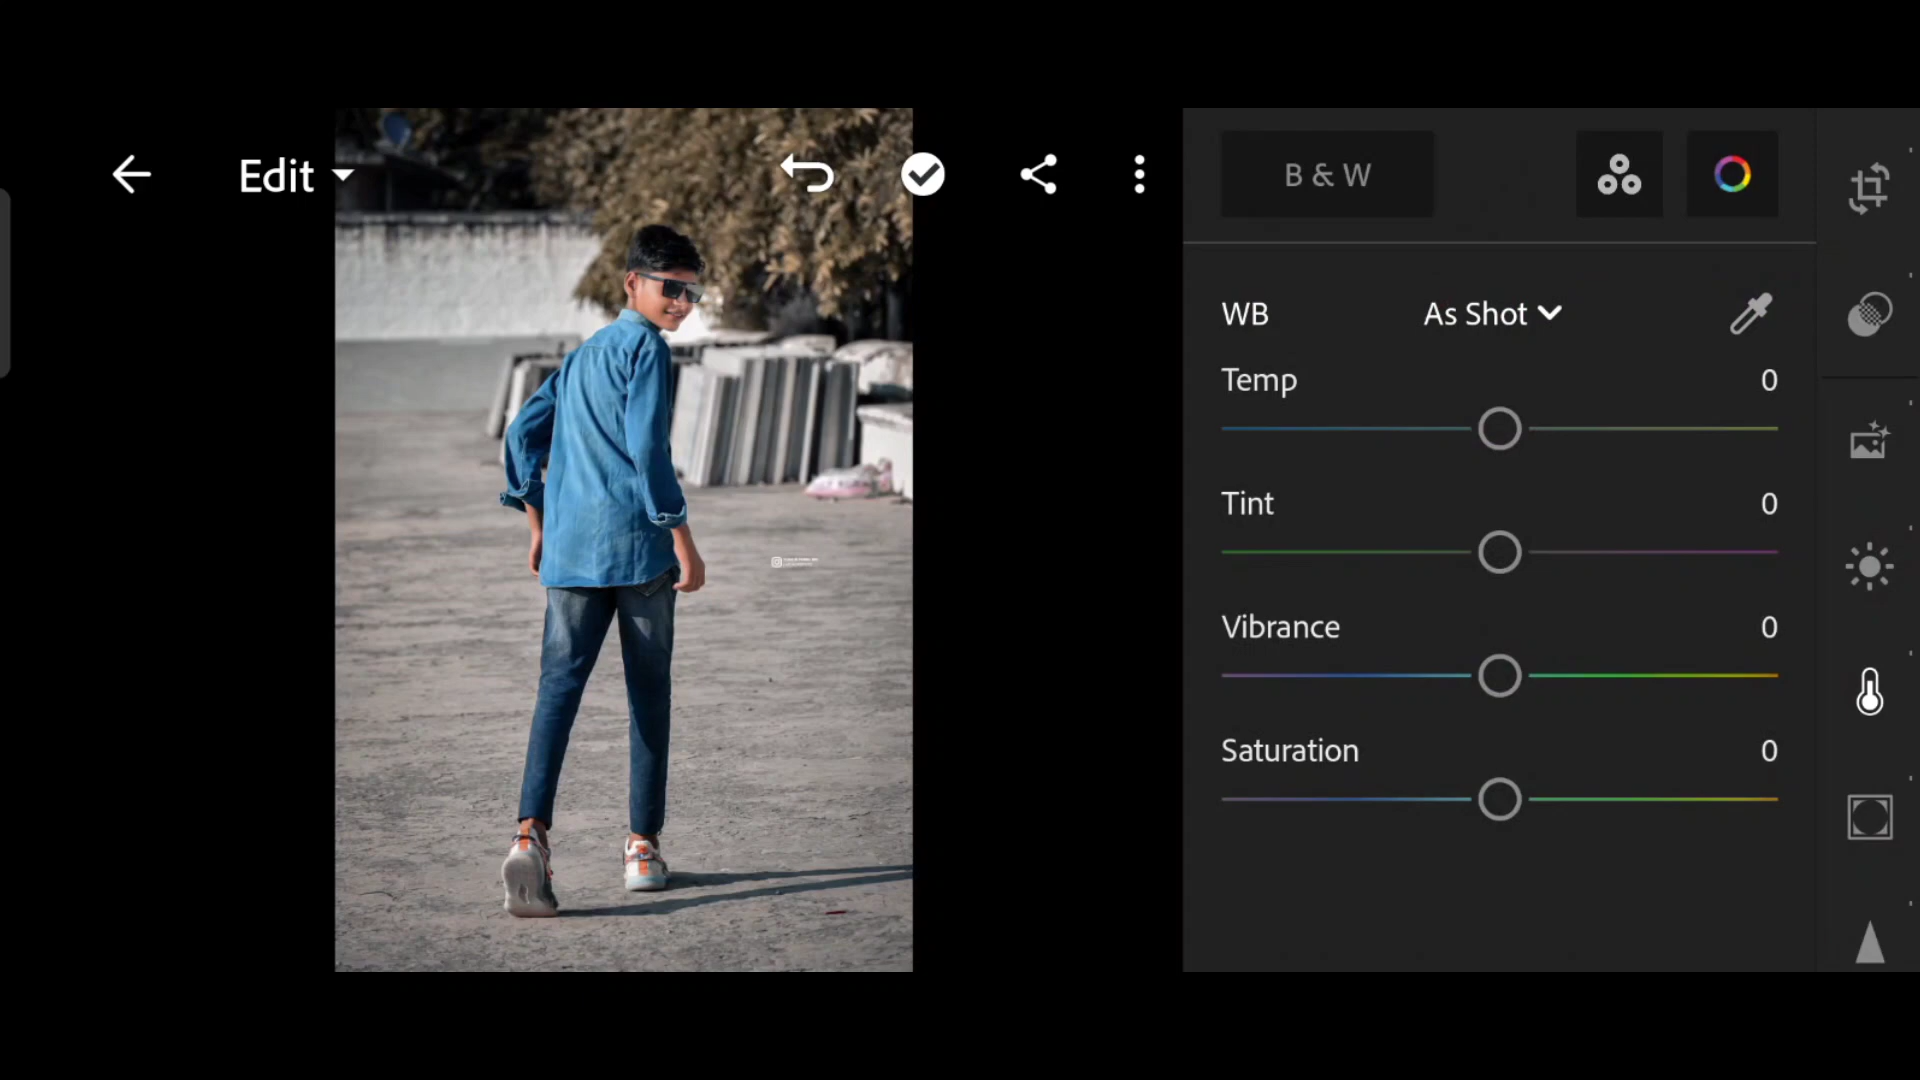 Edit
B & W
WB As Shot
Temp 0
Tint 0
Vibrance 0
Saturation 0